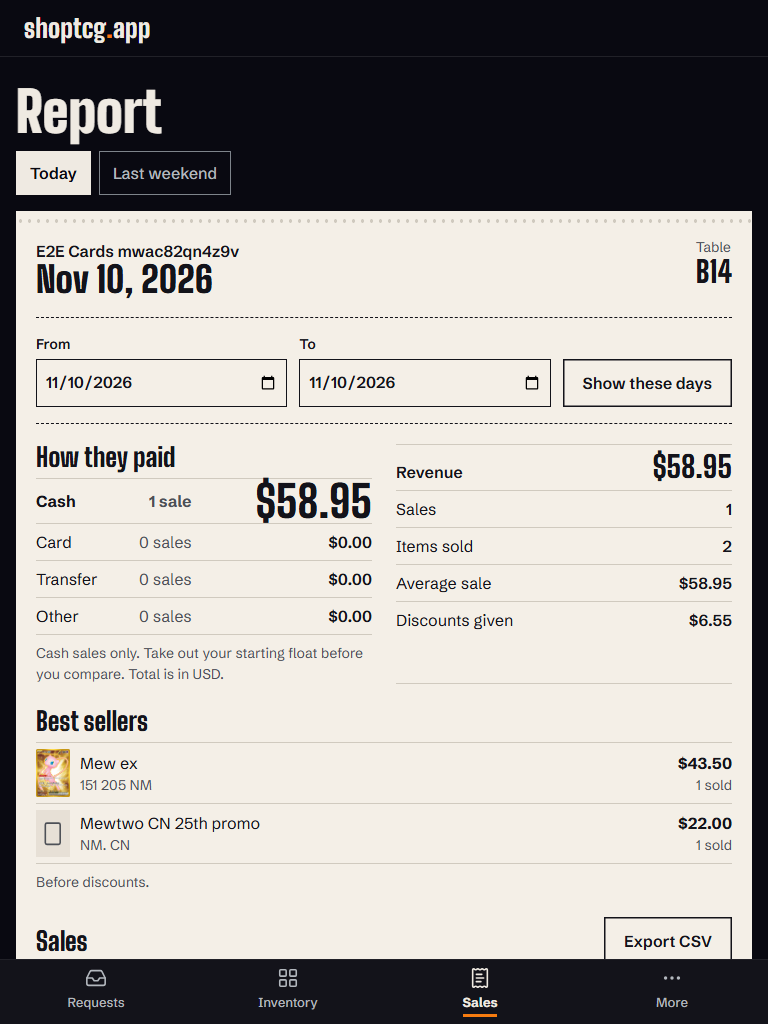 shoptcg.app
Report
Today
Last weekend
E2E Cards mwac82qn4z9v
Nov 10, 2026
Table
B14
From
11/10/2026
To
11/10/2026
Show these days
How they paid
Cash 1 sale $58.95
Card 0 sales $0.00
Transfer 0 sales $0.00
Other 0 sales $0.00
Cash sales only. Take out your starting float before
you compare. Total is in USD.
Revenue $58.95
Sales 1
Items sold 2
Average sale $58.95
Discounts given $6.55
Best sellers
Mew ex $43.50
151 205 NM 1 sold
Mewtwo CN 25th promo $22.00
NM. CN 1 sold
Before discounts.
Sales
Export CSV
Requests
Inventory
Sales
More